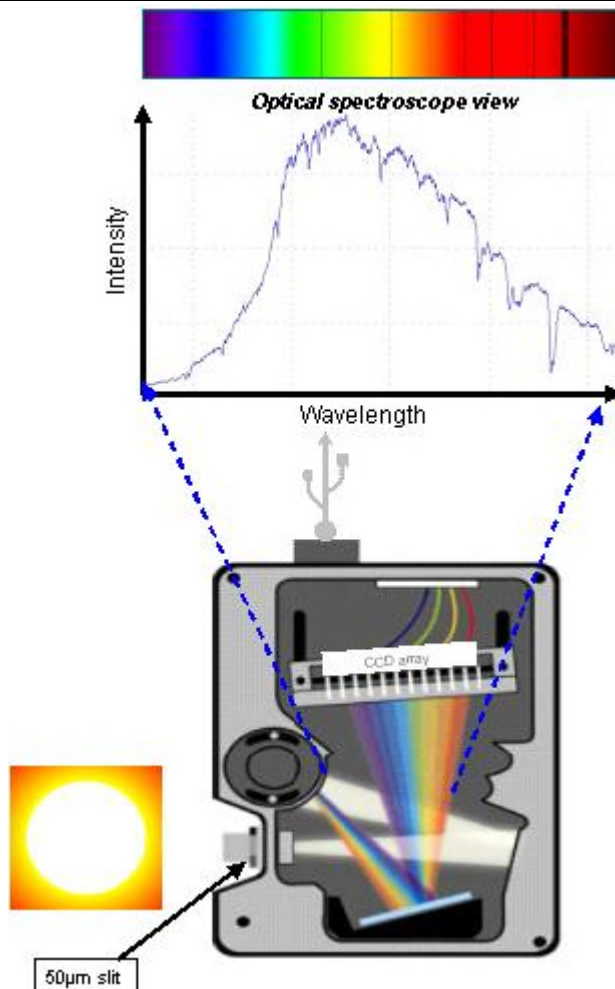 Optical spectroscope view
Intensity
Wavelength
CCD array
50µm slit